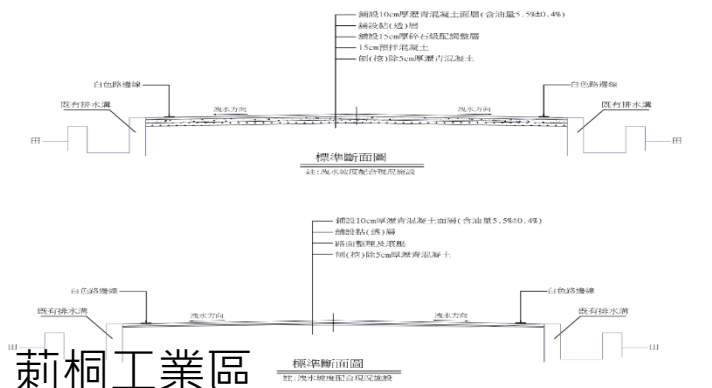 舖設10cm厚瀝青混凝土面層(含油量5.5%±0.4%)
舖設黏(透)層
舖設15cm厚碎石級配調整層
15cm預拌混凝土
刨(挖)除5cm厚瀝青混凝土
白色路邊線
白色路邊線
既有排水溝
洩水方向
洩水方向
既有排水溝
田
田
標準斷面圖
註:洩水坡度配合現況施設
舖設10cm厚瀝青混凝土面層(含油量5.5%±0.4%)
舖設黏(透)層
路面整理及滾壓
刨(挖)除5cm厚瀝青混凝土
白色路邊線
白色路邊線
既有排水溝
洩水方向
洩水方向
既有排水溝
田
田
標準斷面圖
註:洩水坡度配合現況施設
莿桐工業區